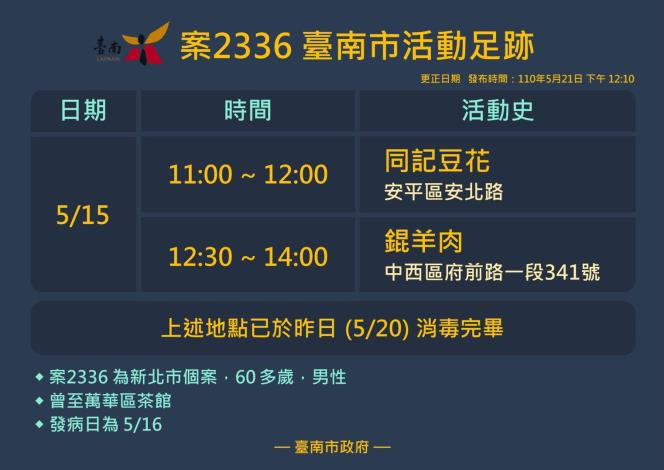 臺南
TAINAN
案2336 臺南市活動足跡
更正日期 發布時間：110年5月21日 下午 12:10
日期 時間 活動史
5/15
11:00 ~ 12:00
同記豆花
安平區安北路
12:30 ~ 14:00
錕羊肉
中西區府前路一段341號
上述地點已於昨日 (5/20) 消毒完畢
◆ 案2336 為新北市個案，60 多歲，男性
◆ 曾至萬華區茶館
◆ 發病日為 5/16
— 臺南市政府 —